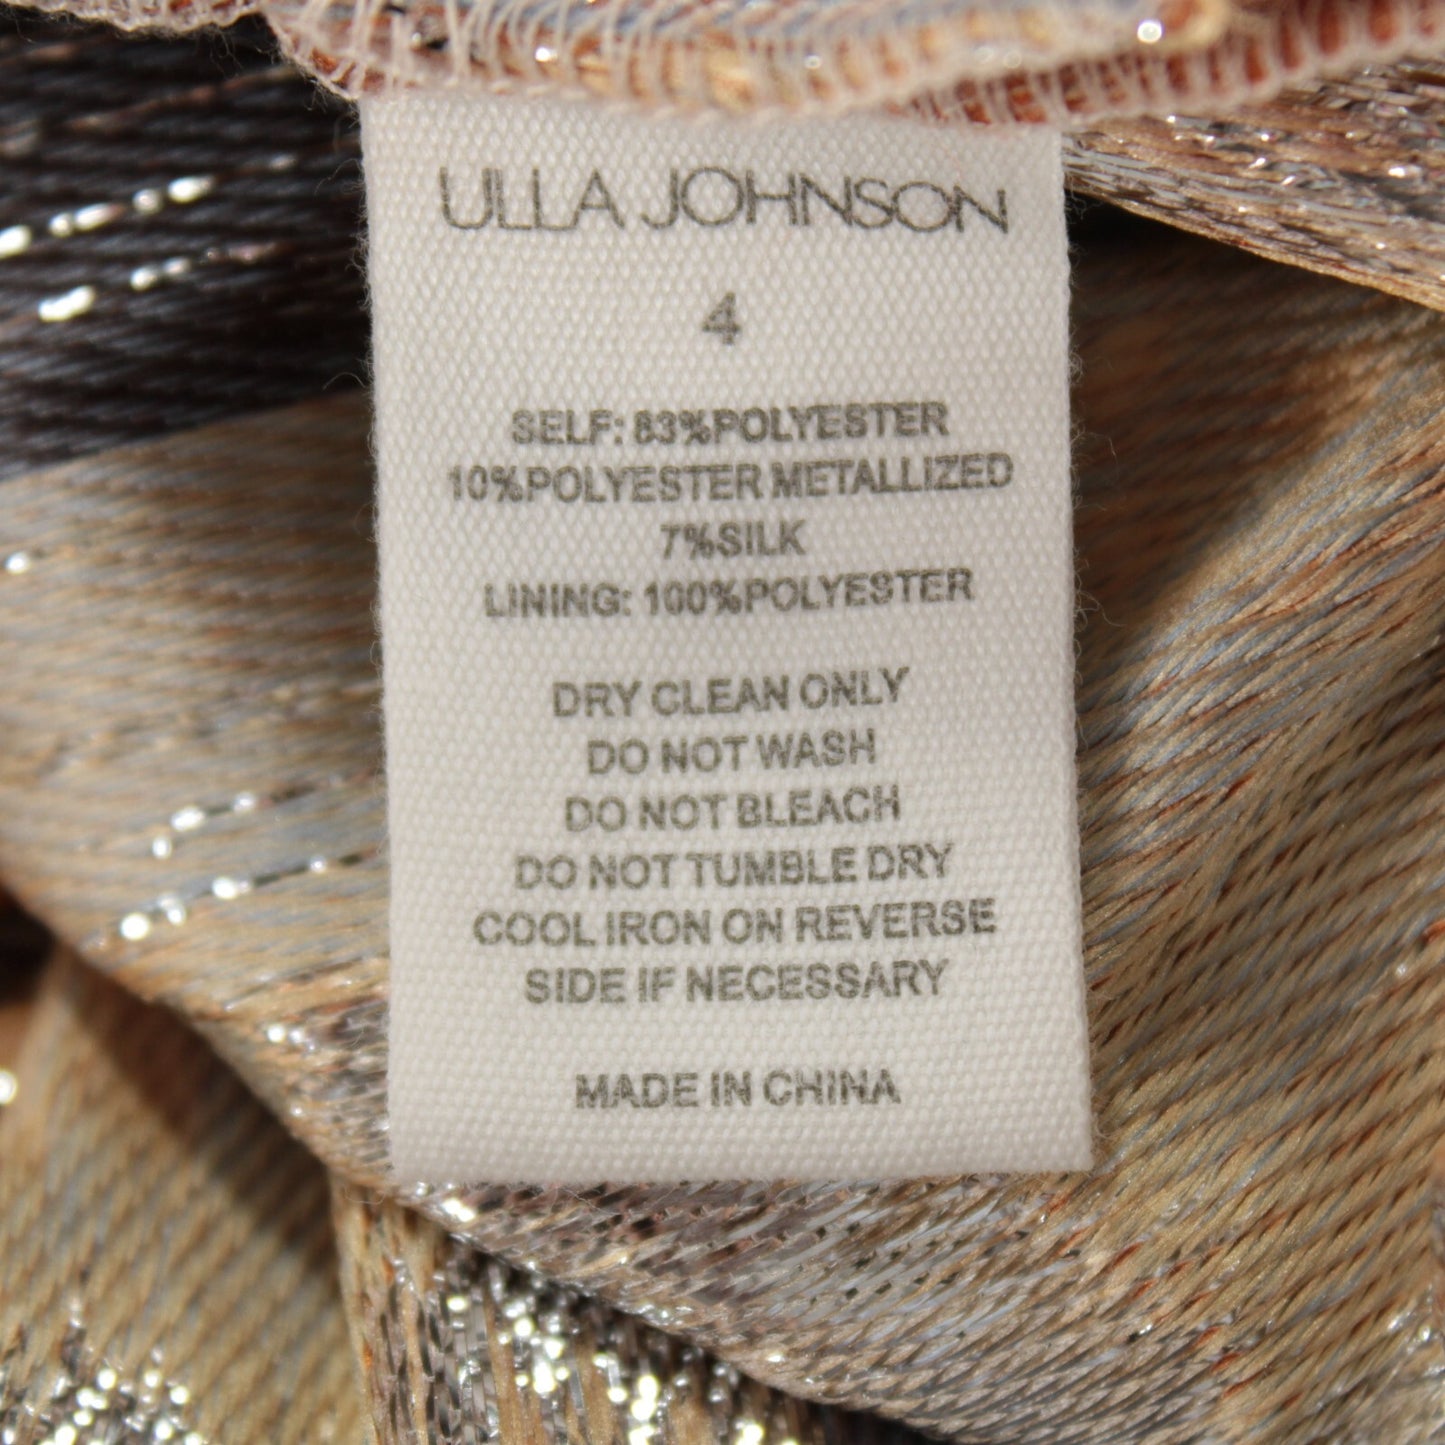 ULLA JOHNSON
4
SELF: 83%POLYESTER
10%POLYESTER METALLIZED
7%SILK
LINING: 100%POLYESTER
DRY CLEAN ONLY
DO NOT WASH
DO NOT BLEACH
DO NOT TUMBLE DRY
COOL IRON ON REVERSE
SIDE IF NECESSARY
MADE IN CHINA